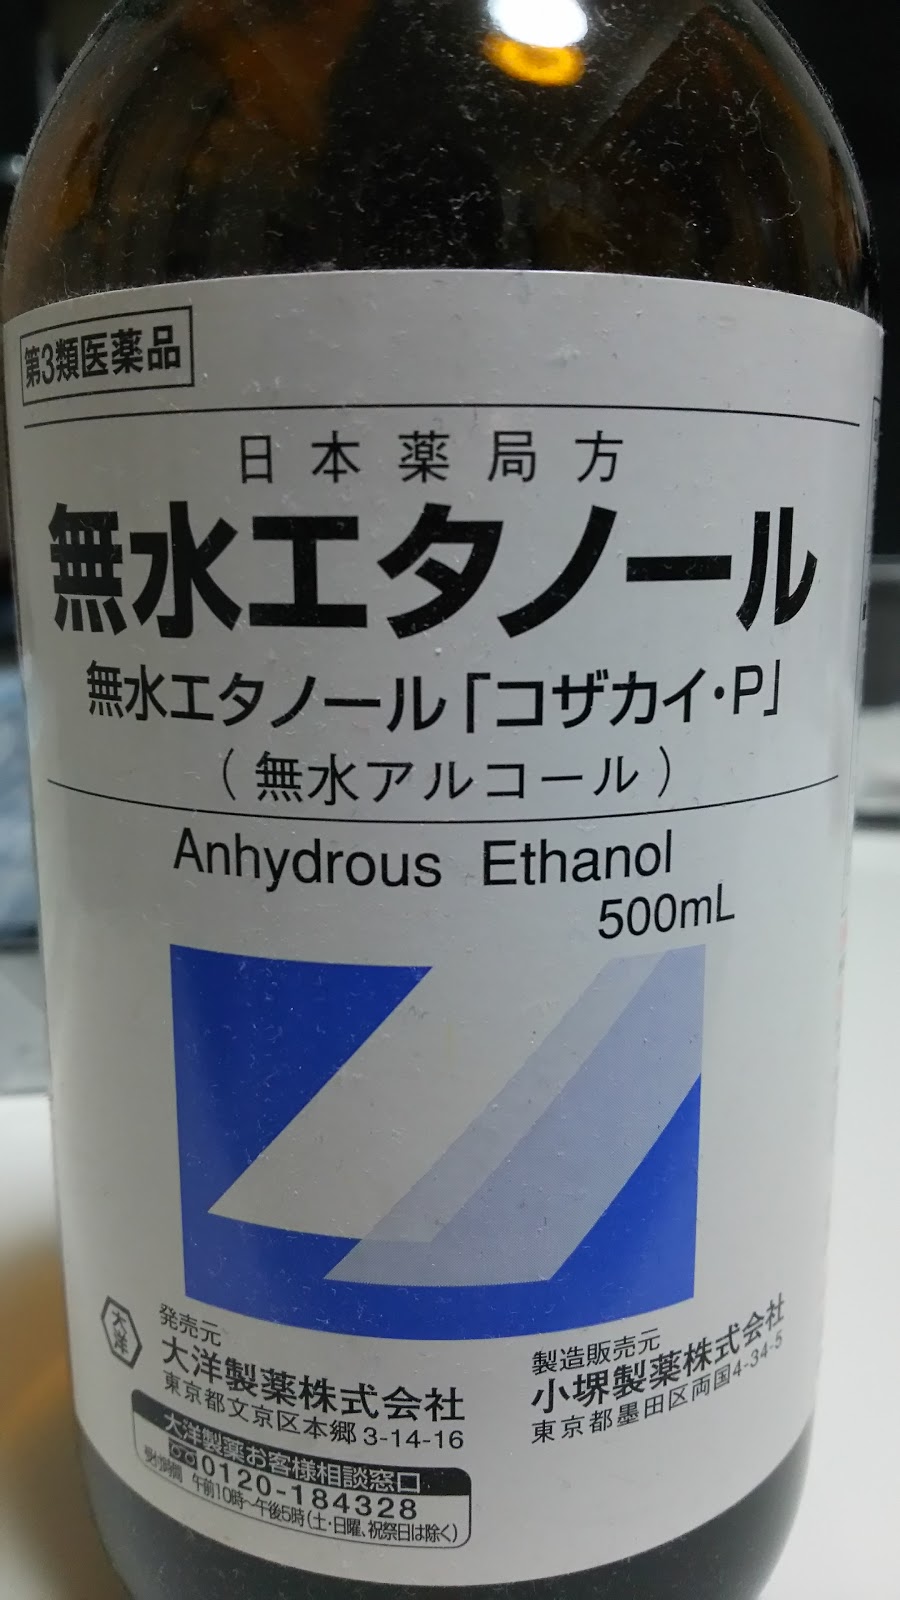 第3類医薬品
日本薬局方
無水エタノール
無水エタノール「コザカイ・P」
（無水アルコール）
Anhydrous Ethanol
500mL
大洋
発売元
大洋製薬株式会社
東京都文京区本郷3-14-16
大洋製薬お客様相談窓口
0120-184328
受付時間 午前10時～午後5時(土・日曜、祝祭日は除く)
製造販売元
小堺製薬株式会社
東京都墨田区両国4-34-5